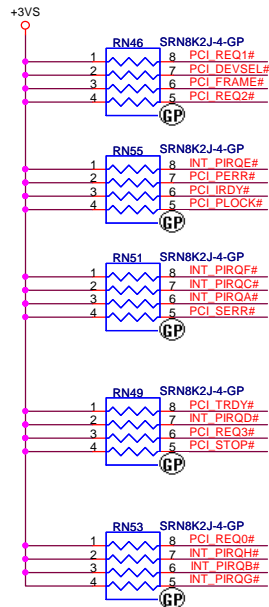 +3VS
RN46 SRN8K2J-4-GP
1 8 PCI_REQ1#
2 7 PCI_DEVSEL#
3 6 PCI_FRAME#
4 5 PCI_REQ2#
GP
RN55 SRN8K2J-4-GP
1 8 INT_PIRQE#
2 7 PCI_PERR#
3 6 PCI_IRDY#
4 5 PCI_PLOCK#
GP
RN51 SRN8K2J-4-GP
1 8 INT_PIRQF#
2 7 INT_PIRQC#
3 6 INT_PIRQA#
4 5 PCI_SERR#
GP
RN49 SRN8K2J-4-GP
1 8 PCI_TRDY#
2 7 INT_PIRQD#
3 6 PCI_REQ3#
4 5 PCI_STOP#
GP
RN53 SRN8K2J-4-GP
1 8 PCI_REQ0#
2 7 INT_PIRQH#
3 6 INT_PIRQB#
4 5 INT_PIRQG#
GP